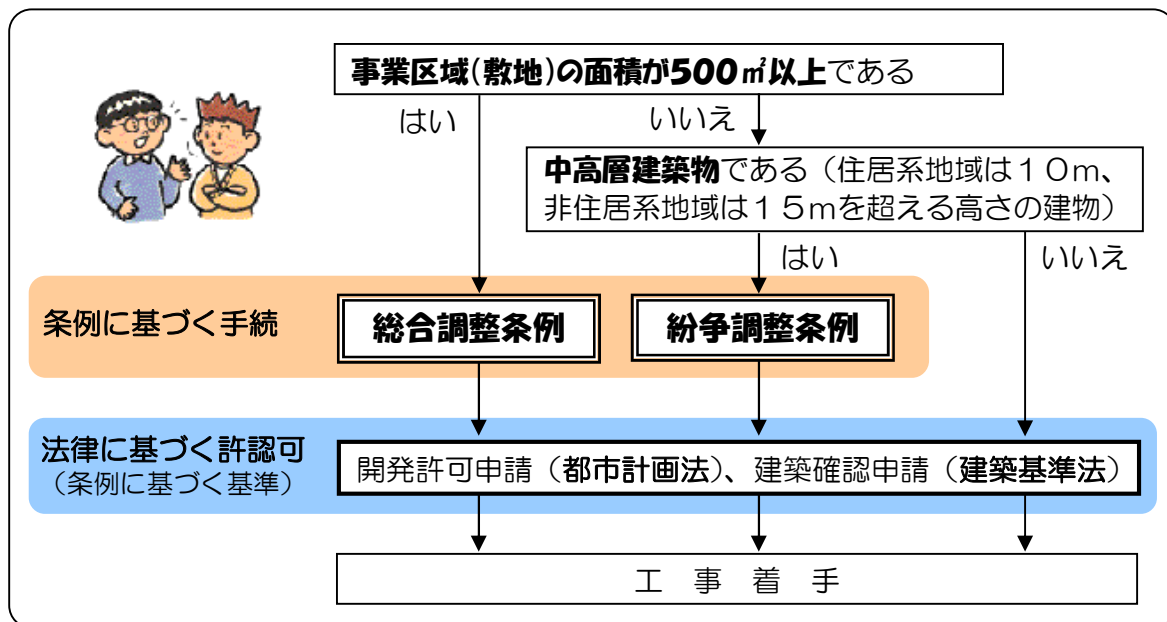 事業区域(敷地)の面積が500㎡以上である
はい
いいえ
中高層建築物である（住居系地域は１０ｍ、
非住居系地域は１５ｍを超える高さの建物）
はい
いいえ
条例に基づく手続
総合調整条例
紛争調整条例
法律に基づく許認可
（条例に基づく基準）
開発許可申請（都市計画法）、建築確認申請（建築基準法）
工　事　着　手